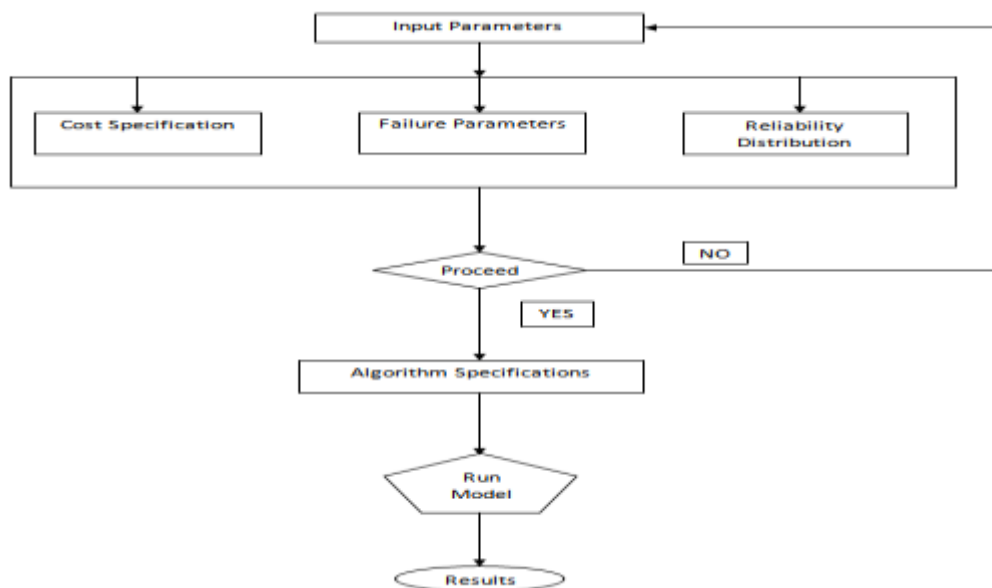 Input Parameters
Cost Specification
Failure Parameters
Reliability
Distribution
Proceed
NO
YES
Algorithm Specifications
Run
Model
Results